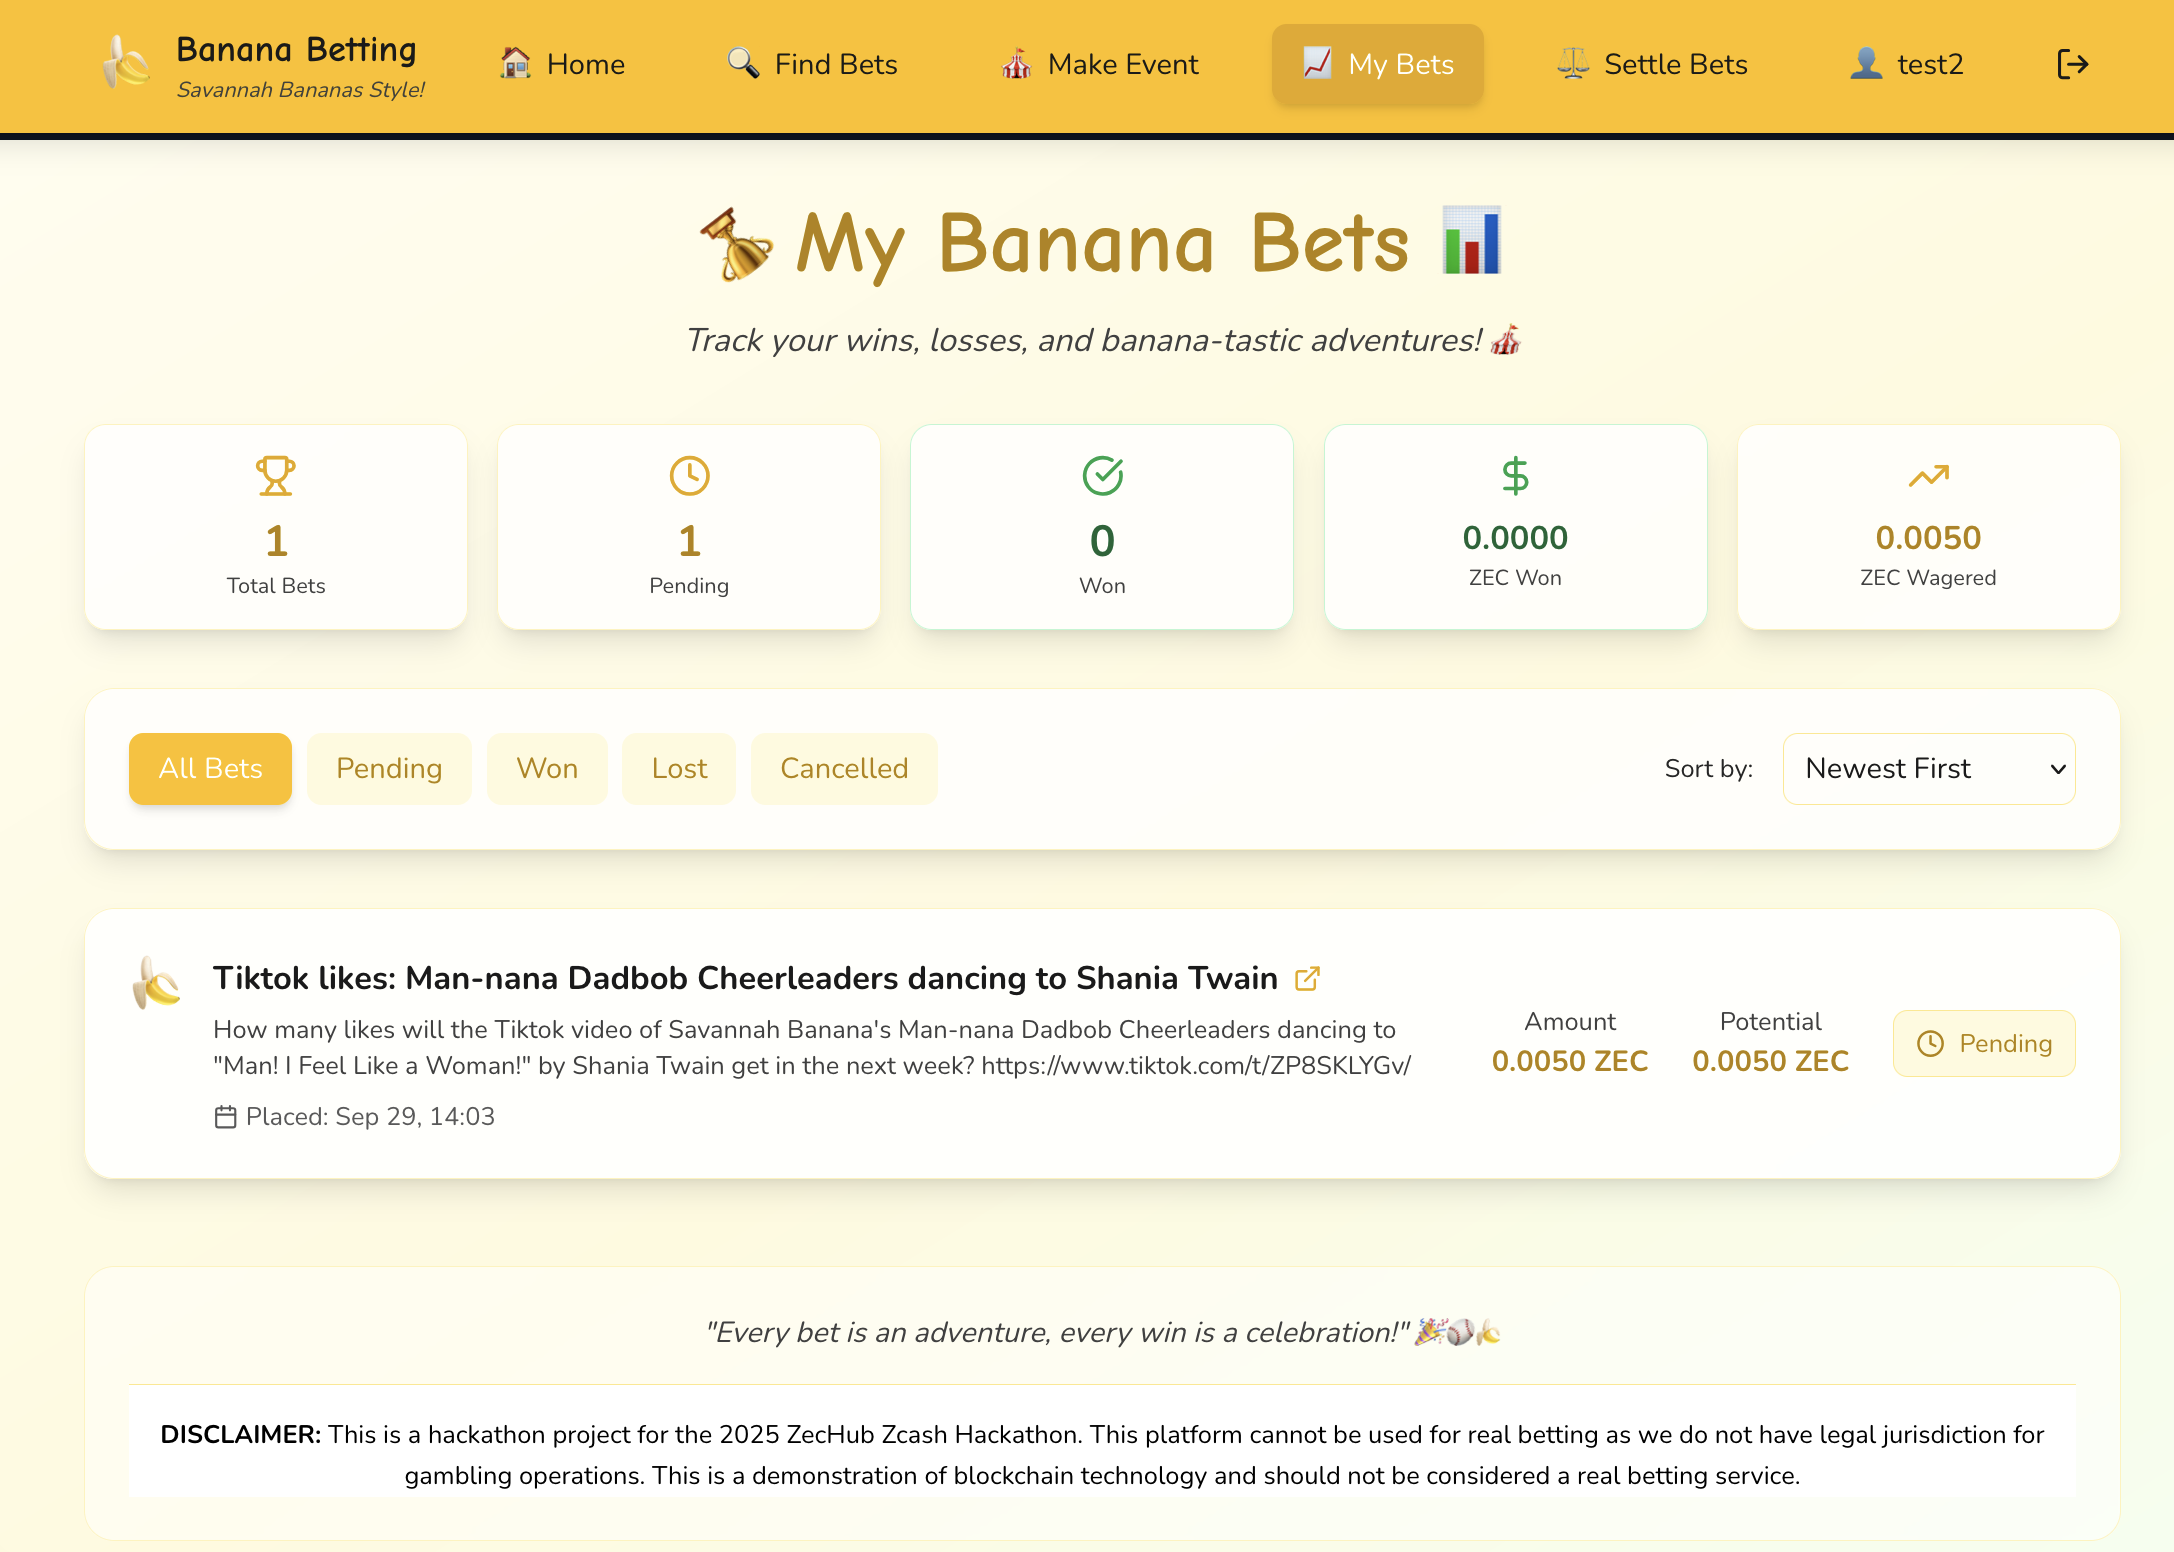 Banana Betting
Savannah Bananas Style!
Home
Find Bets
Make Event
My Bets
Settle Bets
test2
My Banana Bets
Track your wins, losses, and banana-tastic adventures!
1
Total Bets
1
Pending
0
Won
0.0000
ZEC Won
0.0050
ZEC Wagered
All Bets
Pending
Won
Lost
Cancelled
Sort by:
Newest First
Tiktok likes: Man-nana Dadbob Cheerleaders dancing to Shania Twain
How many likes will the Tiktok video of Savannah Banana's Man-nana Dadbob Cheerleaders dancing to
"Man! I Feel Like a Woman!" by Shania Twain get in the next week? https://www.tiktok.com/t/ZP8SKLYGv/
Placed: Sep 29, 14:03
Amount
0.0050 ZEC
Potential
0.0050 ZEC
Pending
"Every bet is an adventure, every win is a celebration!"
DISCLAIMER: This is a hackathon project for the 2025 ZecHub Zcash Hackathon. This platform cannot be used for real betting as we do not have legal jurisdiction for
gambling operations. This is a demonstration of blockchain technology and should not be considered a real betting service.